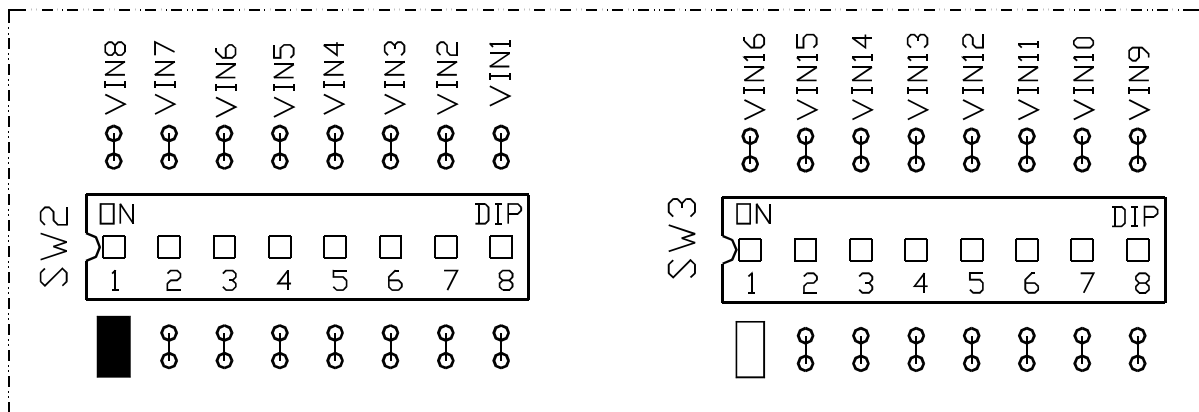 VIN8 VIN7 VIN6 VIN5 VIN4 VIN3 VIN2 VIN1
SW2
ON DIP
1 2 3 4 5 6 7 8
VIN16 VIN15 VIN14 VIN13 VIN12 VIN11 VIN10 VIN9
SW3
ON DIP
1 2 3 4 5 6 7 8